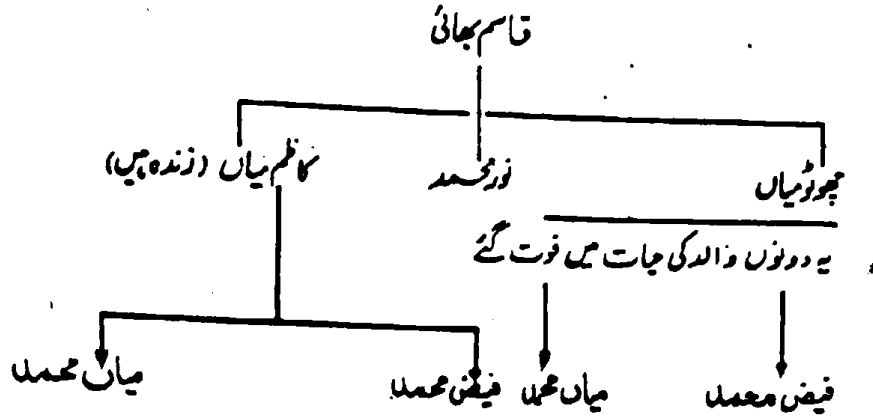 قاسم بھائی
چھوٹو میاں نور محمد کاظم میاں (زندہ ہیں)
یہ دونوں والد کی حیات میں فوت گئے
فیض محمد میاں محمد فیض محمد میاں محمد